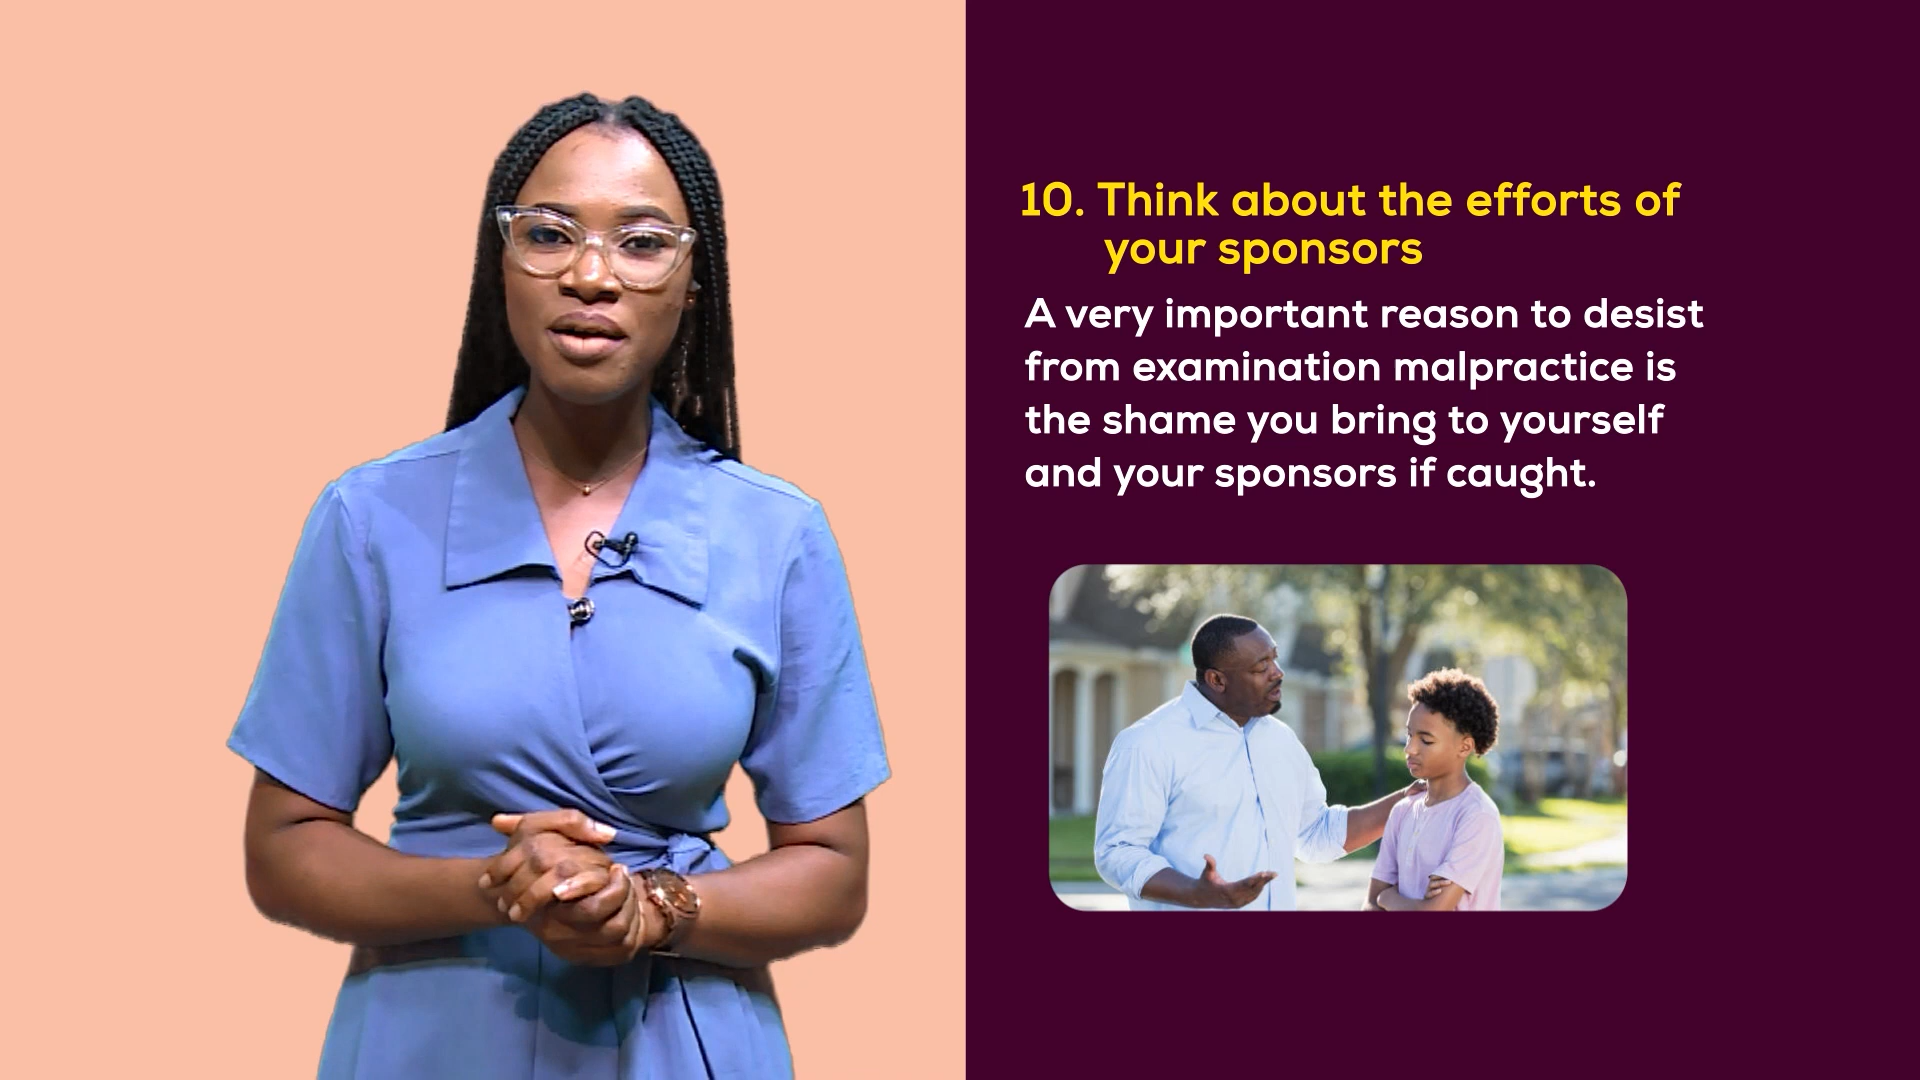 10. Think about the efforts of
your sponsors
A very important reason to desist
from examination malpractice is
the shame you bring to yourself
and your sponsors if caught.